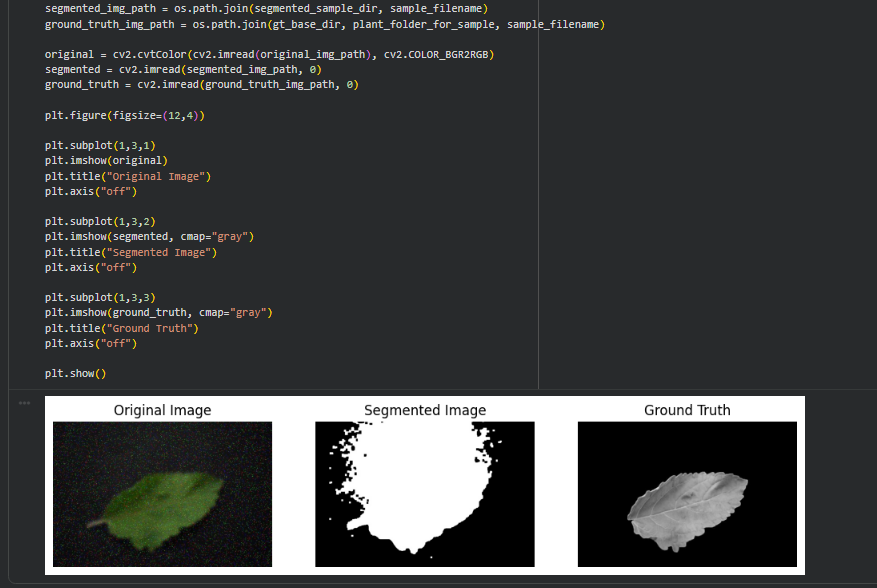 segmented_img_path = os.path.join(segmented_sample_dir, sample_filename)
ground_truth_img_path = os.path.join(gt_base_dir, plant_folder_for_sample, sample_filename)
original = cv2.cvtColor(cv2.imread(original_img_path), cv2.COLOR_BGR2RGB)
segmented = cv2.imread(segmented_img_path, 0)
ground_truth = cv2.imread(ground_truth_img_path, 0)
plt.figure(figsize=(12,4))
plt.subplot(1,3,1)
plt.imshow(original)
plt.title("Original Image")
plt.axis("off")
plt.subplot(1,3,2)
plt.imshow(segmented, cmap="gray")
plt.title("Segmented Image")
plt.axis("off")
plt.subplot(1,3,3)
plt.imshow(ground_truth, cmap="gray")
plt.title("Ground Truth")
plt.axis("off")
plt.show()
Original Image
Segmented Image
Ground Truth